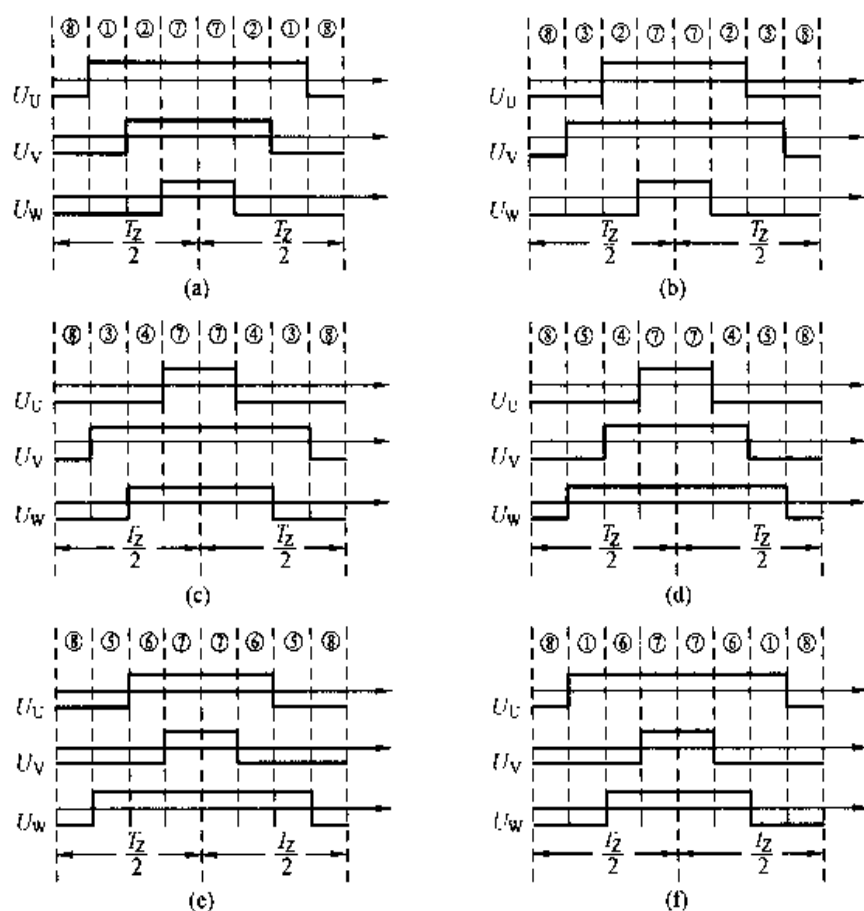 ⑧ ① ② ⑦ ⑦ ② ① ⑧
U_U
U_V
U_W
T_Z/2 T_Z/2
(a)
⑧ ③ ② ⑦ ⑦ ② ③ ⑧
U_U
U_V
U_W
T_Z/2 T_Z/2
(b)
⑧ ③ ④ ⑦ ⑦ ④ ③ ⑧
U_U
U_V
U_W
T_Z/2 T_Z/2
(c)
⑧ ⑤ ④ ⑦ ⑦ ④ ⑤ ⑧
U_U
U_V
U_W
T_Z/2 T_Z/2
(d)
⑧ ⑤ ⑥ ⑦ ⑦ ⑥ ⑤ ⑧
U_U
U_V
U_W
T_Z/2 T_Z/2
(e)
⑧ ① ⑥ ⑦ ⑦ ⑥ ① ⑧
U_U
U_V
U_W
T_Z/2 T_Z/2
(f)